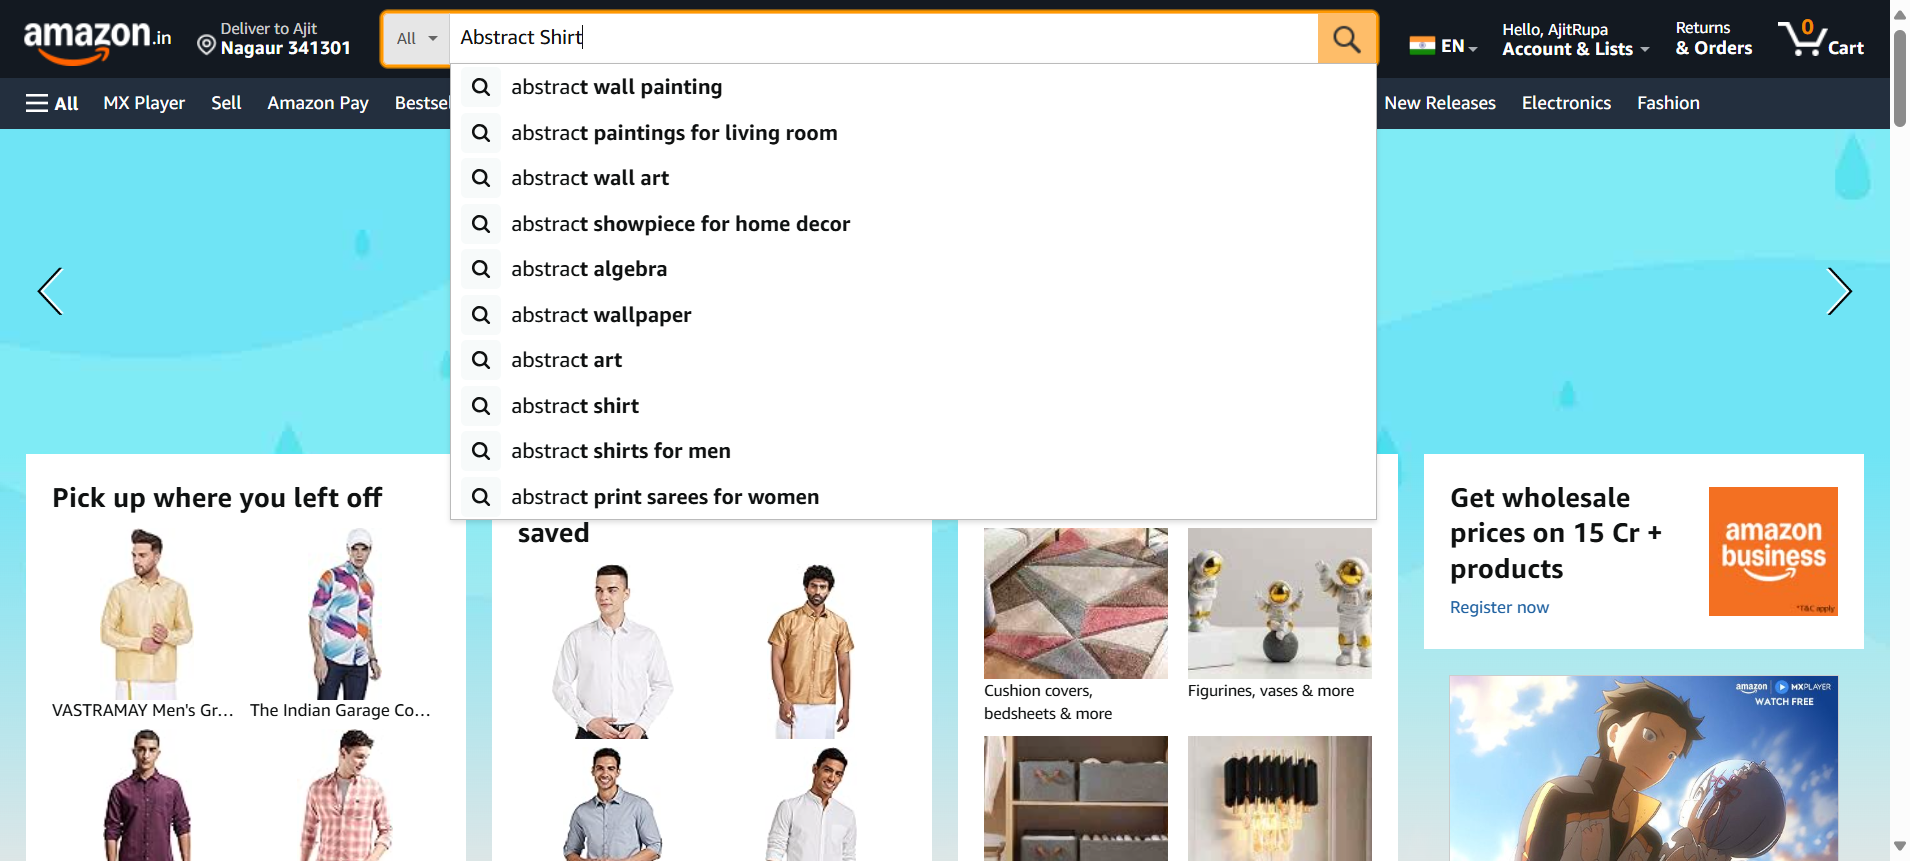 amazon.in
Deliver to Ajit
Nagaur 341301
All
Abstract Shirt
EN
Hello, AjitRupa
Account & Lists
Returns
& Orders
0
Cart
All
MX Player
Sell
Amazon Pay
Bestsel
New Releases
Electronics
Fashion
abstract wall painting
abstract paintings for living room
abstract wall art
abstract showpiece for home decor
abstract algebra
abstract wallpaper
abstract art
abstract shirt
abstract shirts for men
abstract print sarees for women
Pick up where you left off
VASTRAMAY Men's Gr...
The Indian Garage Co...
saved
Cushion covers,
bedsheets & more
Figurines, vases & more
Get wholesale
prices on 15 Cr +
products
Register now
amazon
business
*T&C apply
amazon
MXPLAYER
WATCH FREE